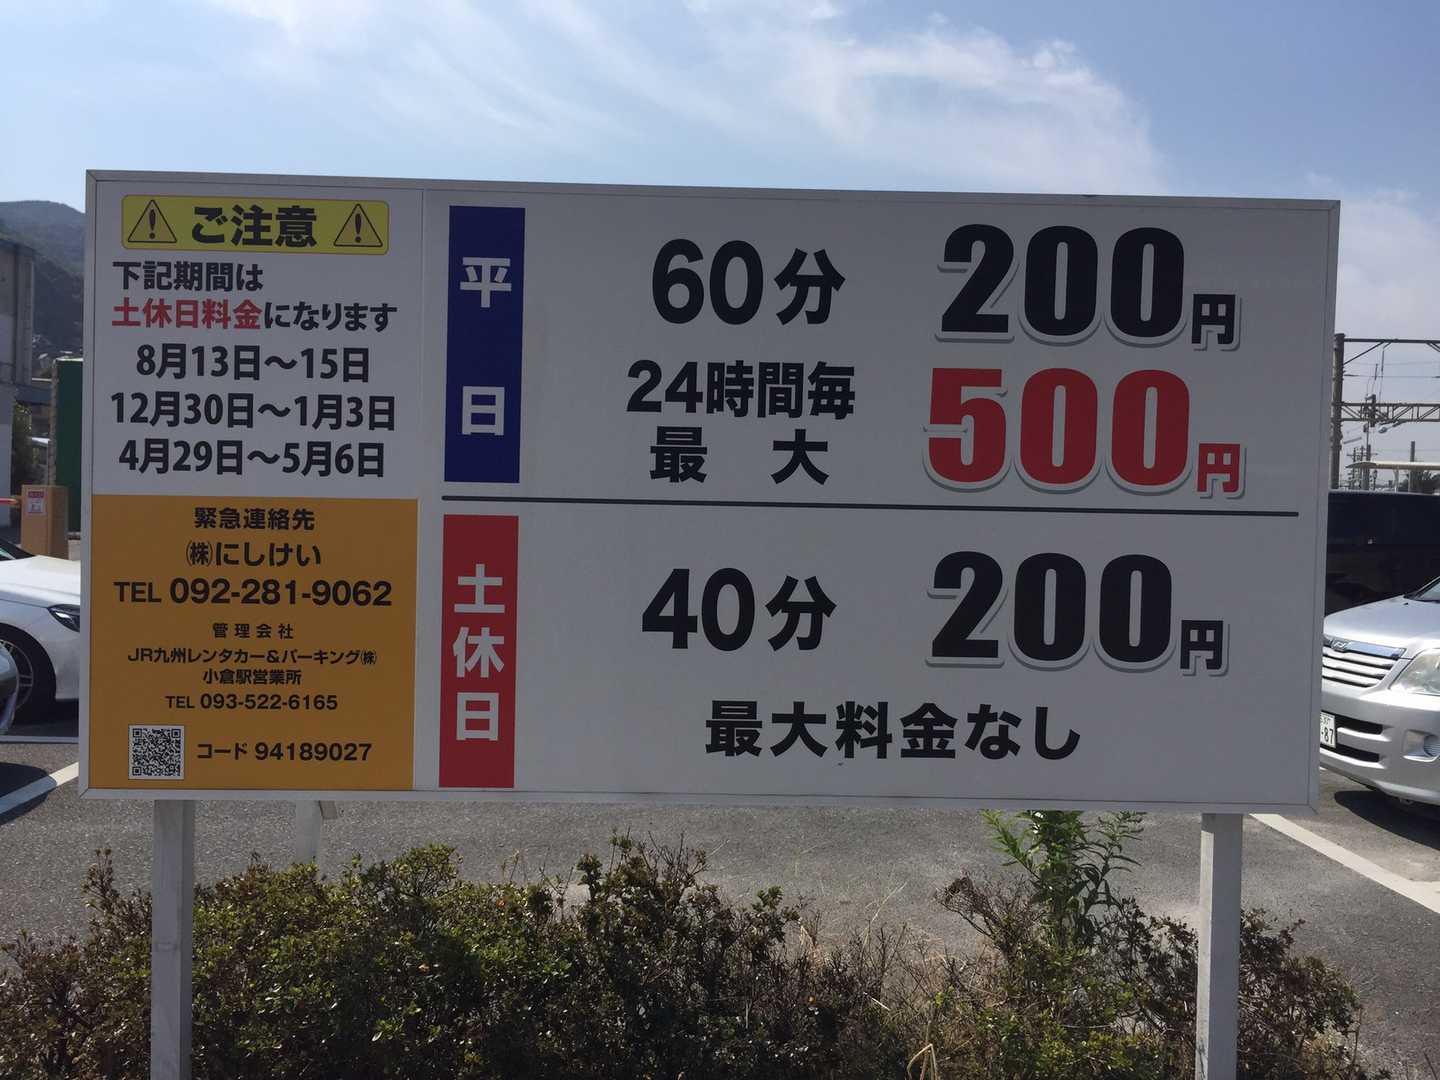 ご注意
下記期間は
土休日料金になります
8月13日～15日
12月30日～1月3日
4月29日～5月6日
緊急連絡先
㈱にしけい
TEL 092-281-9062
管理会社
JR九州レンタカー&パーキング㈱
小倉駅営業所
TEL 093-522-6165
コード 94189027
平日
60分 200円
24時間毎
最大 500円
土休日
40分 200円
最大料金なし